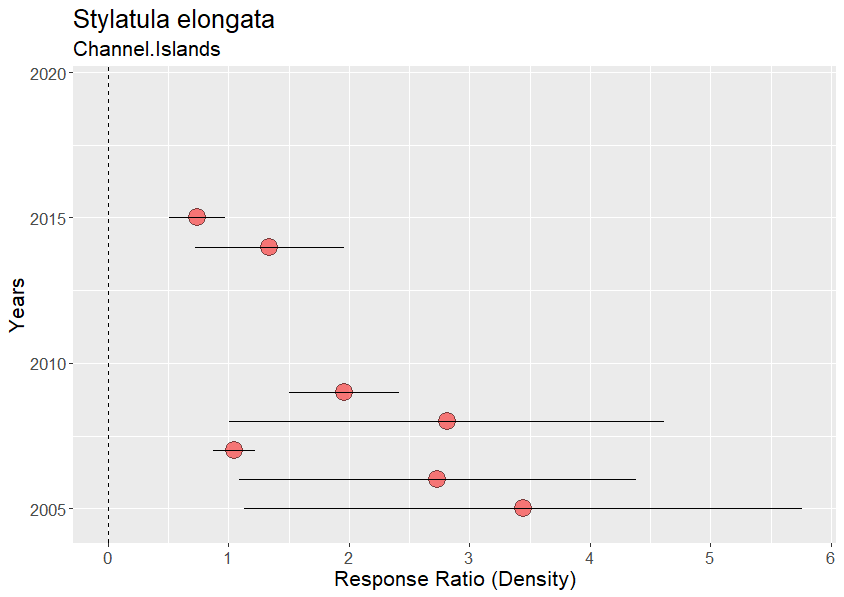 Stylatula elongata
Channel.Islands
2020
2015
2010
2005
Years
0 1 2 3 4 5 6
Response Ratio (Density)